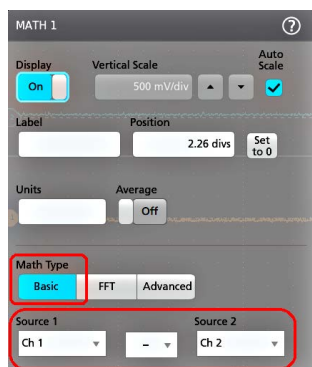 MATH 1 ?
Display Vertical Scale Auto Scale
On 500 mV/div
Label Position
2.26 divs Set to 0
Units Average
Off
Math Type
Basic FFT Advanced
Source 1 Source 2
Ch 1 – Ch 2